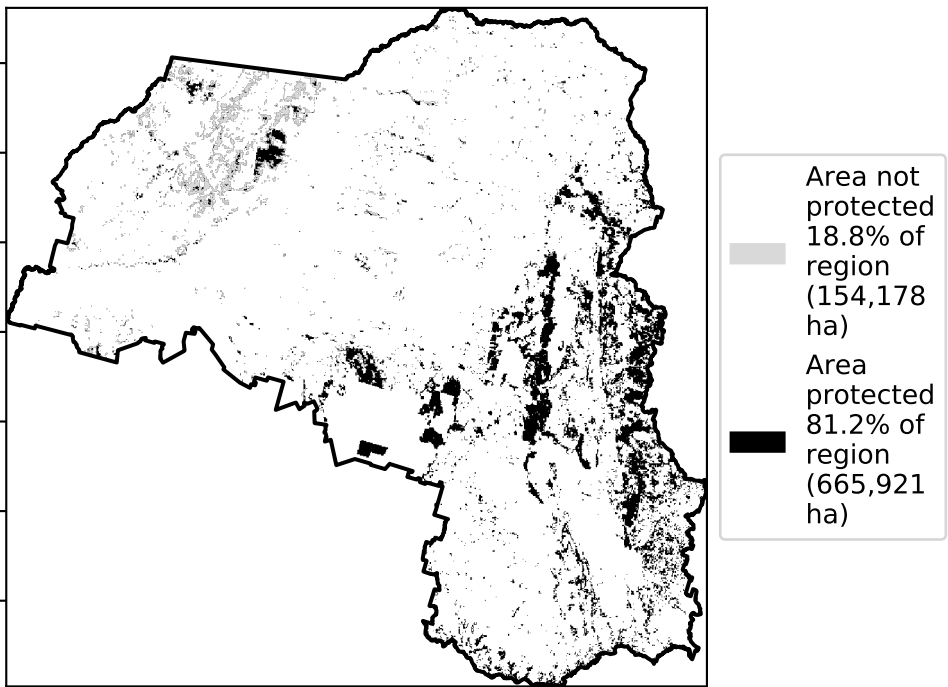 Area not
protected
18.8% of
region
(154,178
ha)
Area
protected
81.2% of
region
(665,921
ha)